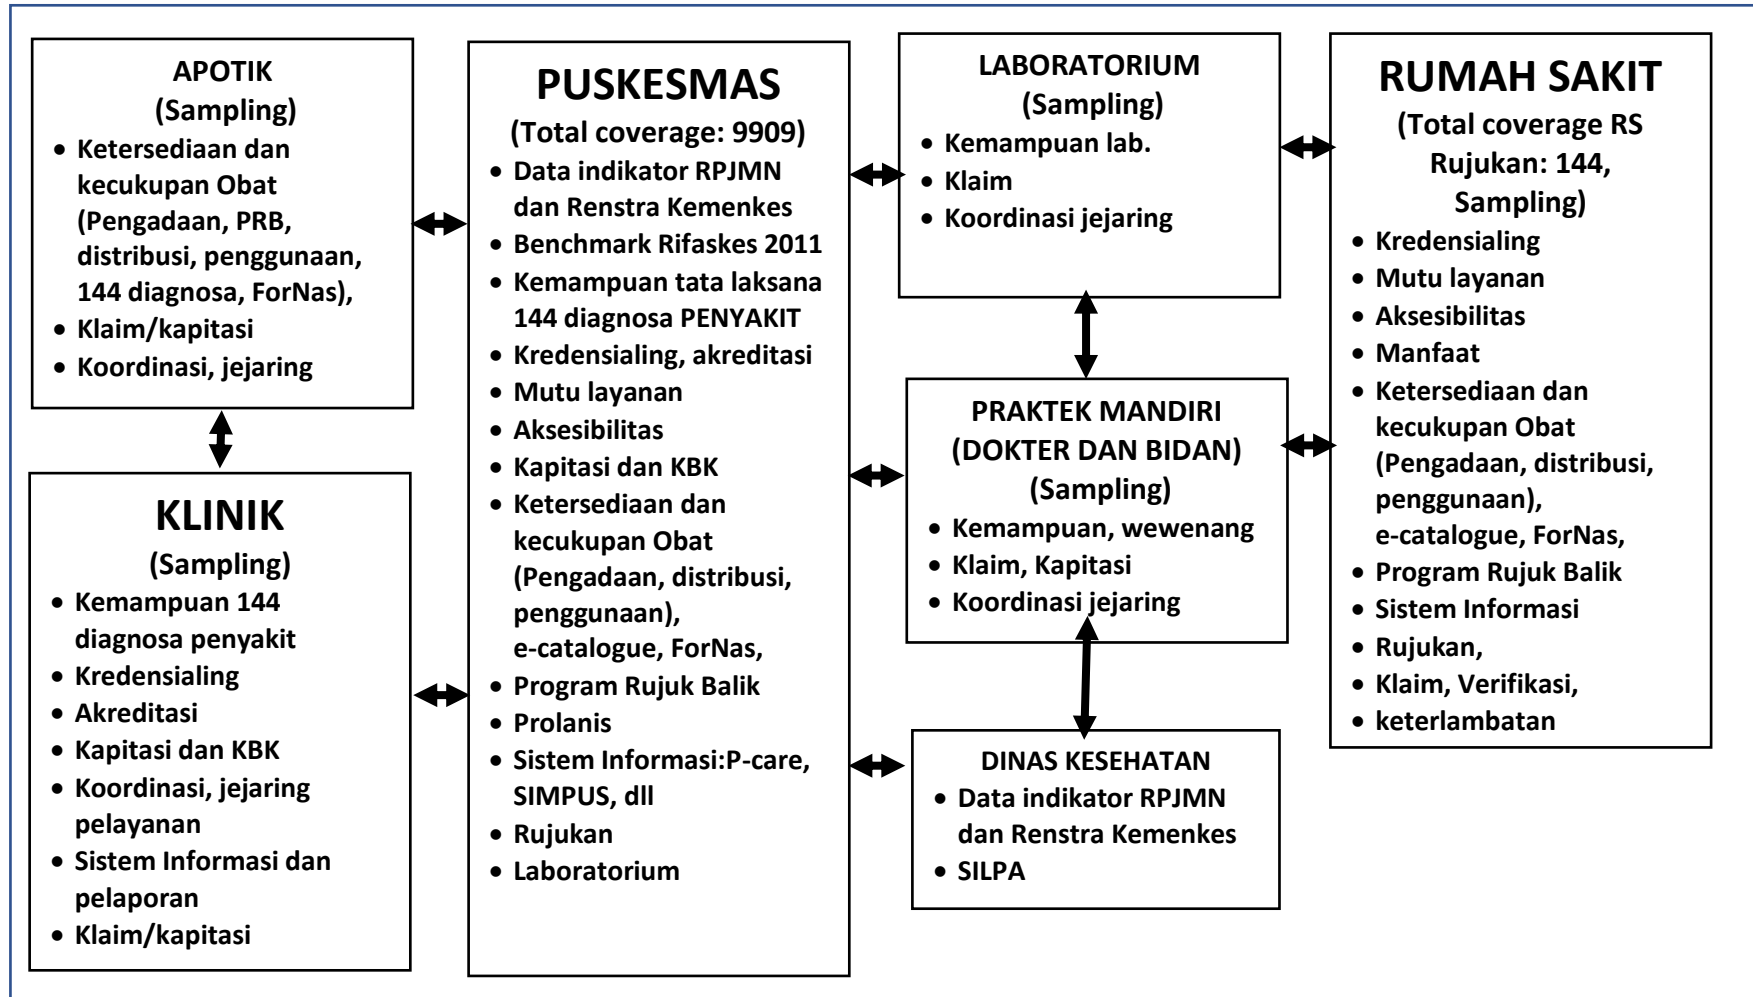 APOTIK
(Sampling)
• Ketersediaan dan
kecukupan Obat
(Pengadaan, PRB,
distribusi, penggunaan,
144 diagnosa, ForNas),
• Klaim/kapitasi
• Koordinasi, jejaring
KLINIK
(Sampling)
• Kemampuan 144
diagnosa penyakit
• Kredensialing
• Akreditasi
• Kapitasi dan KBK
• Koordinasi, jejaring
pelayanan
• Sistem Informasi dan
pelaporan
• Klaim/kapitasi
PUSKESMAS
(Total coverage: 9909)
• Data indikator RPJMN
dan Renstra Kemenkes
• Benchmark Rifaskes 2011
• Kemampuan tata laksana
144 diagnosa PENYAKIT
• Kredensialing, akreditasi
• Mutu layanan
• Aksesibilitas
• Kapitasi dan KBK
• Ketersediaan dan
kecukupan Obat
(Pengadaan, distribusi,
penggunaan),
e-catalogue, ForNas,
• Program Rujuk Balik
• Prolanis
• Sistem Informasi:P-care,
SIMPUS, dll
• Rujukan
• Laboratorium
LABORATORIUM
(Sampling)
• Kemampuan lab.
• Klaim
• Koordinasi jejaring
PRAKTEK MANDIRI
(DOKTER DAN BIDAN)
(Sampling)
• Kemampuan, wewenang
• Klaim, Kapitasi
• Koordinasi jejaring
DINAS KESEHATAN
• Data indikator RPJMN
dan Renstra Kemenkes
• SILPA
RUMAH SAKIT
(Total coverage RS
Rujukan: 144,
Sampling)
• Kredensialing
• Mutu layanan
• Aksesibilitas
• Manfaat
• Ketersediaan dan
kecukupan Obat
(Pengadaan, distribusi,
penggunaan),
e-catalogue, ForNas,
• Program Rujuk Balik
• Sistem Informasi
• Rujukan,
• Klaim, Verifikasi,
• keterlambatan